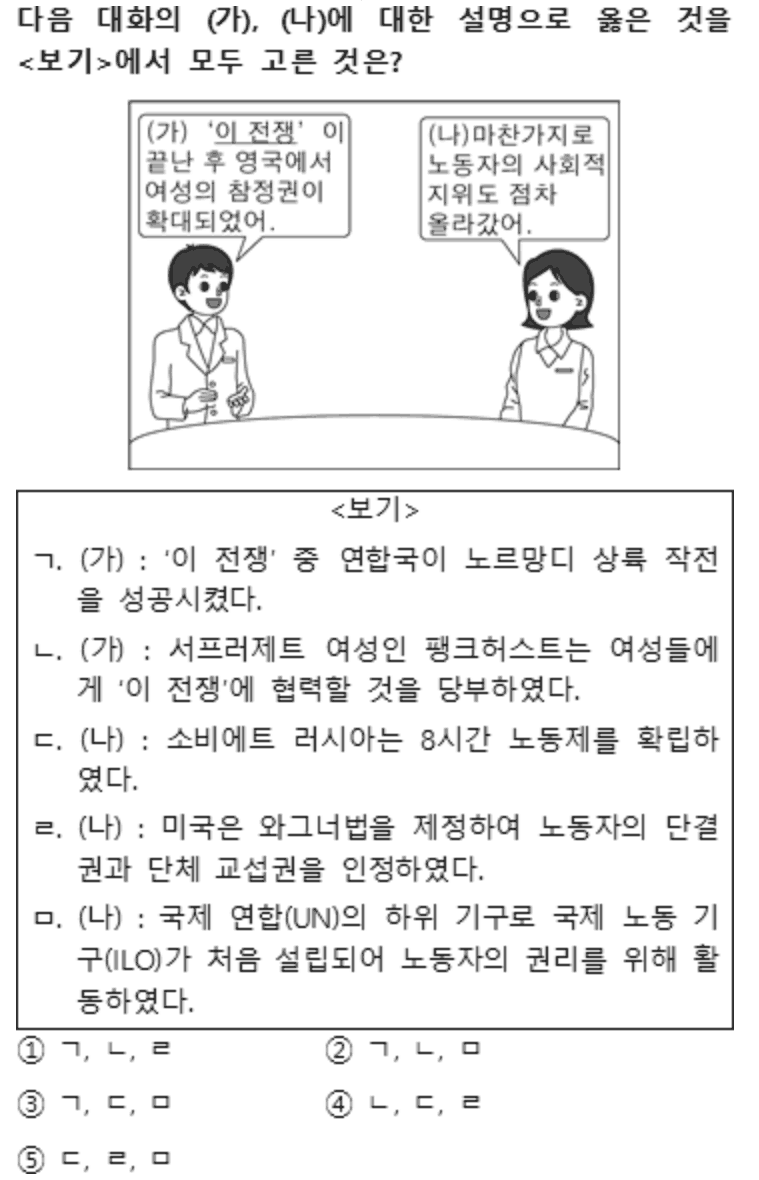 다음 대화의 (가), (나)에 대한 설명으로 옳은 것을
<보기>에서 모두 고른 것은?
(가) ‘이 전쟁’ 이
끝난 후 영국에서
여성의 참정권이
확대되었어.
(나)마찬가지로
노동자의 사회적
지위도 점차
올라갔어.
<보기>
ㄱ. (가) : ‘이 전쟁’ 중 연합국이 노르망디 상륙 작전
을 성공시켰다.
ㄴ. (가) : 서프러제트 여성인 팽크허스트는 여성들에
게 ‘이 전쟁’에 협력할 것을 당부하였다.
ㄷ. (나) : 소비에트 러시아는 8시간 노동제를 확립하
였다.
ㄹ. (나) : 미국은 와그너법을 제정하여 노동자의 단결
권과 단체 교섭권을 인정하였다.
ㅁ. (나) : 국제 연합(UN)의 하위 기구로 국제 노동 기
구(ILO)가 처음 설립되어 노동자의 권리를 위해 활
동하였다.
① ㄱ, ㄴ, ㄹ ② ㄱ, ㄴ, ㅁ
③ ㄱ, ㄷ, ㅁ ④ ㄴ, ㄷ, ㄹ
⑤ ㄷ, ㄹ, ㅁ